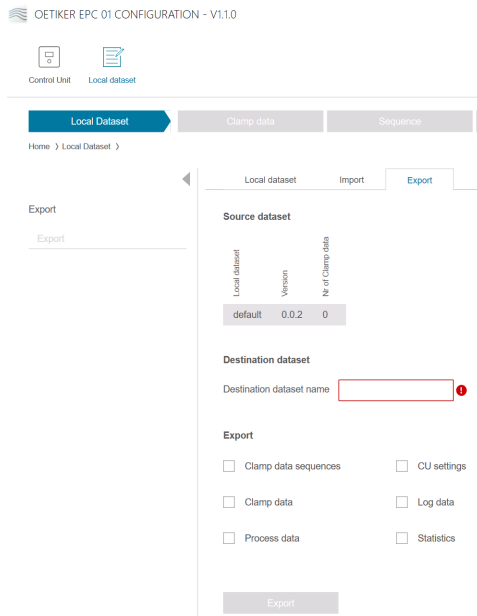 OETIKER EPC 01 CONFIGURATION - V1.1.0
Control Unit Local dataset
Local Dataset Clamp data Sequence
Home > Local Dataset >
Local dataset Import Export
Export
Export
Source dataset
Local dataset Version Nr of Clamp data
default 0.0.2 0
Destination dataset
Destination dataset name
Export
Clamp data sequences CU settings
Clamp data Log data
Process data Statistics
Export